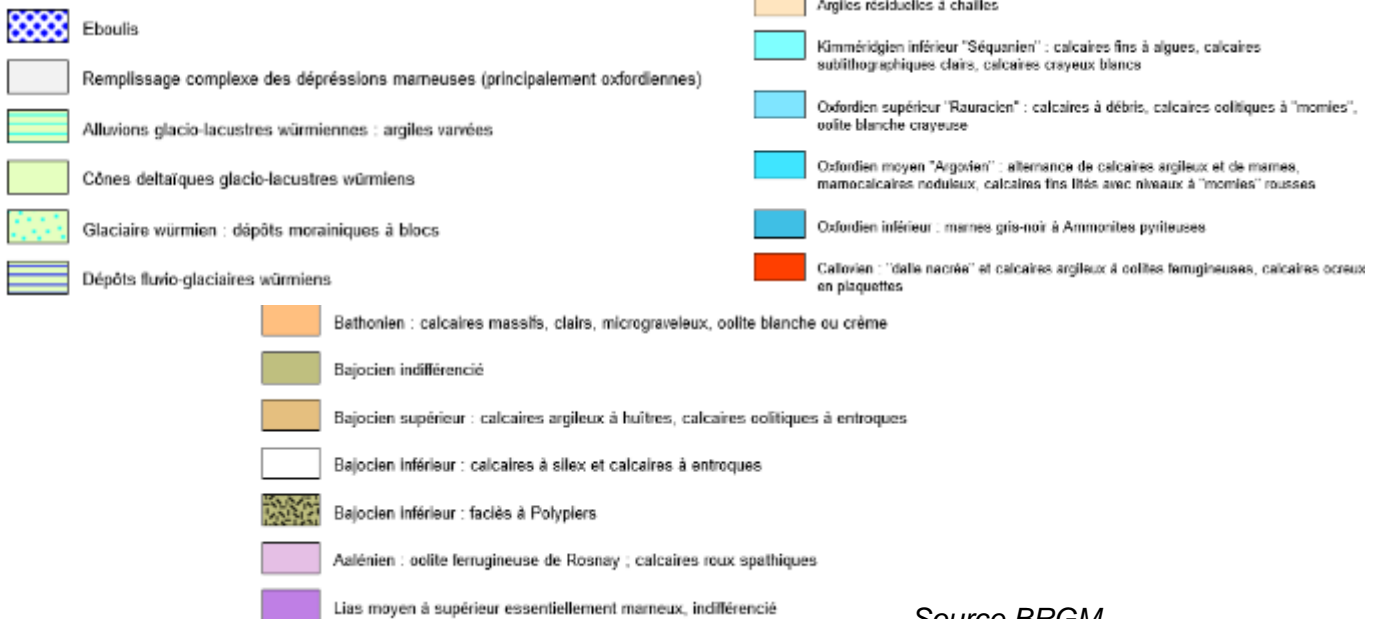 Eboulis
Remplissage complexe des dépréssions marneuses (principalement oxfordiennes)
Alluvions glacio-lacustres würmiennes : argiles varvées
Cônes deltaïques glacio-lacustres würmiens
Glaciaire würmien : dépôts morainiques à blocs
Dépôts fluvio-glaciaires würmiens
Argiles résiduelles à chailles
Kimméridgien inférieur "Séquanien" : calcaires fins à algues, calcaires
sublithographiques clairs, calcaires crayeux blancs
Oxfordien supérieur "Rauracien" : calcaires à débris, calcaires oolitiques à "momies",
oolite blanche crayeuse
Oxfordien moyen "Argovien" : alternance de calcaires argileux et de marnes,
marnocalcaires noduleux, calcaires fins lités avec niveaux à "momies" rousses
Oxfordien inférieur : marnes gris-noir à Ammonites pyriteuses
Callovien : "dalle nacrée" et calcaires argileux à oolites ferrugineuses, calcaires ocreux
en plaquettes
Bathonien : calcaires massifs, clairs, micrograveleux, oolite blanche ou crème
Bajocien indifférencié
Bajocien supérieur : calcaires argileux à huîtres, calcaires oolitiques à entroques
Bajocien inférieur : calcaires à silex et calcaires à entroques
Bajocien inférieur : faciès à Polypiers
Aalénien : oolite ferrugineuse de Rosnay ; calcaires roux spathiques
Lias moyen à supérieur essentiellement marneux, indifférencié
Source BRGM